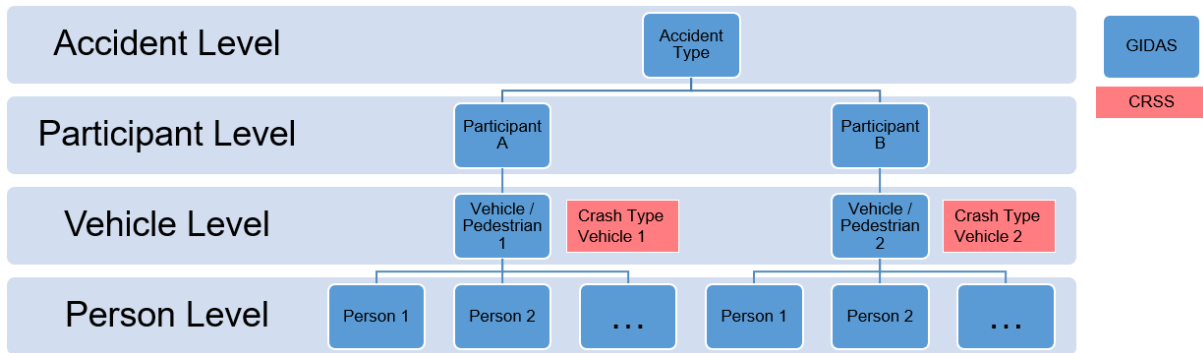 Accident Level
Accident
Type
GIDAS
CRSS
Participant Level
Participant
A
Participant
B
Vehicle Level
Vehicle /
Pedestrian
1
Crash Type
Vehicle 1
Vehicle /
Pedestrian
2
Crash Type
Vehicle 2
Person Level
Person 1
Person 2
...
Person 1
Person 2
...